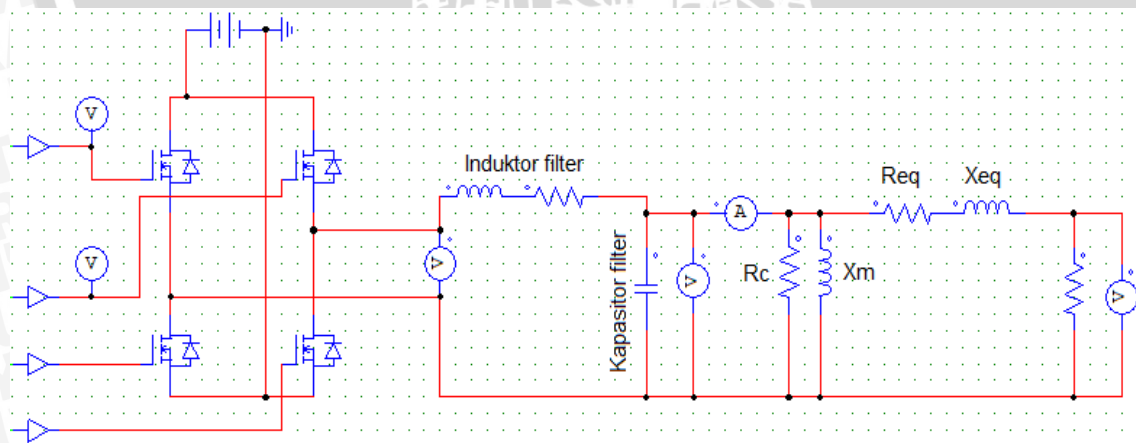 V
Induktor filter
Req
Xeq
A
V
V
Kapasitor filter
V
Rc
Xm
V